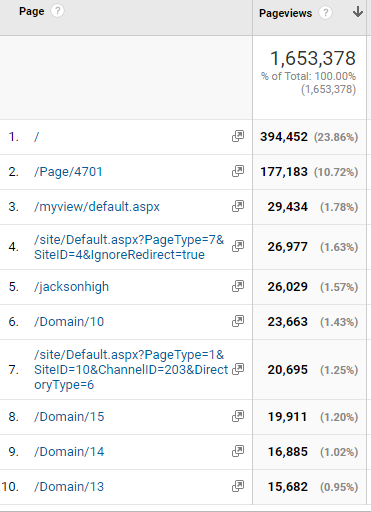 Page ? Pageviews ?
1,653,378
% of Total: 100.00%
(1,653,378)
1. / 394,452 (23.86%)
2. /Page/4701 177,183 (10.72%)
3. /myview/default.aspx 29,434 (1.78%)
4. /site/Default.aspx?PageType=7&
SiteID=4&IgnoreRedirect=true 26,977 (1.63%)
5. /jacksonhigh 26,029 (1.57%)
6. /Domain/10 23,663 (1.43%)
7. /site/Default.aspx?PageType=1&
SiteID=10&ChannelID=203&Direct 20,695 (1.25%)
oryType=6
8. /Domain/15 19,911 (1.20%)
9. /Domain/14 16,885 (1.02%)
10. /Domain/13 15,682 (0.95%)